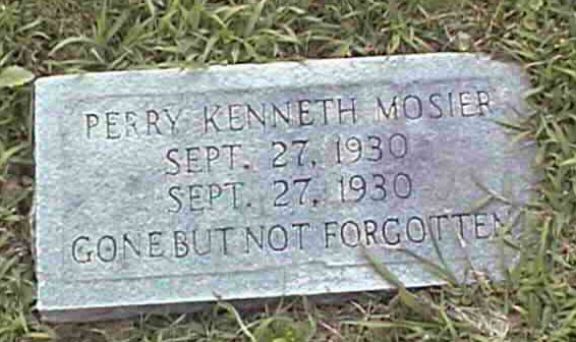 PERRY KENNETH MOSIER
SEPT. 27, 1930
SEPT. 27, 1930
GONE BUT NOT FORGOTTEN